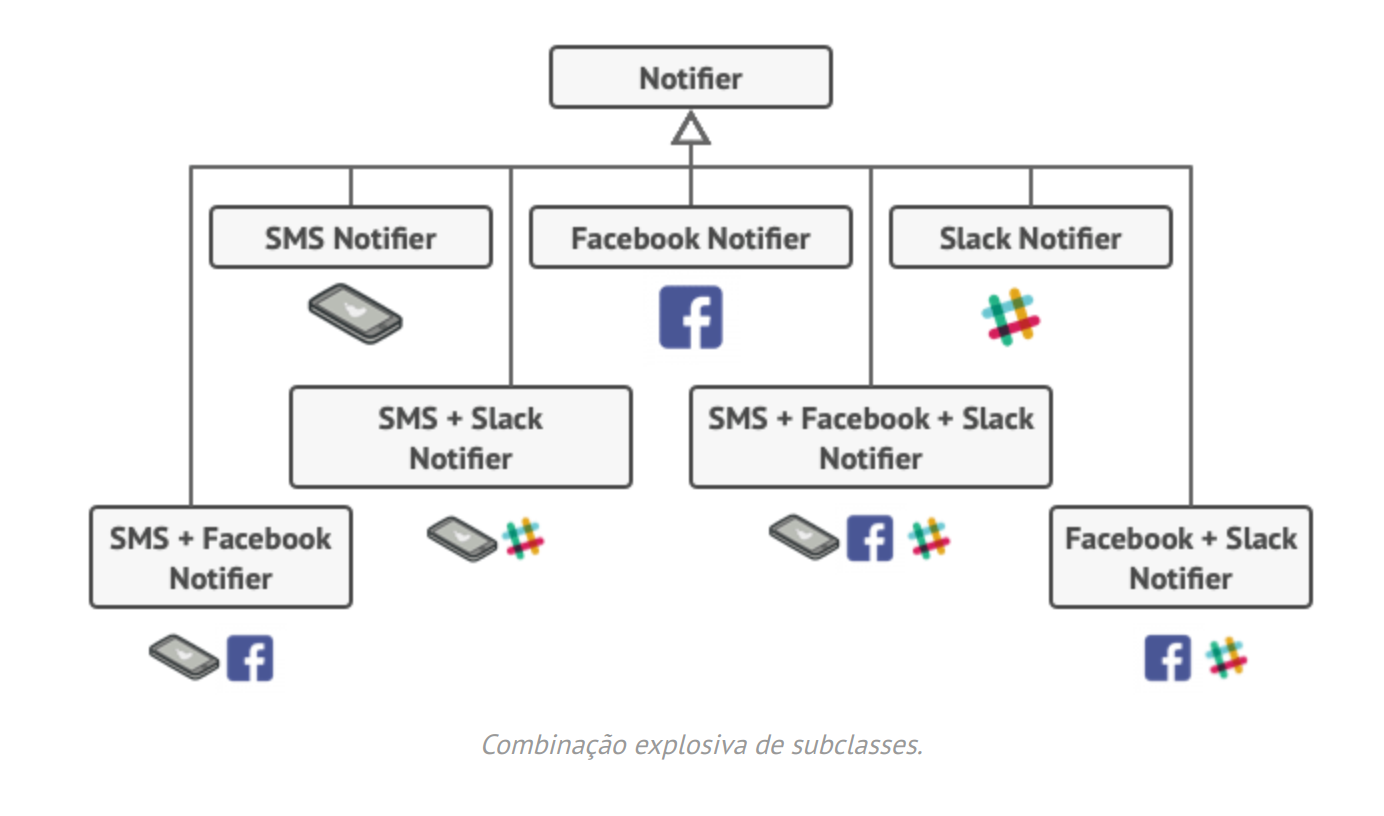 Notifier
SMS Notifier
Facebook Notifier
Slack Notifier
SMS + Slack
Notifier
SMS + Facebook + Slack
Notifier
SMS + Facebook
Notifier
Facebook + Slack
Notifier
Combinação explosiva de subclasses.